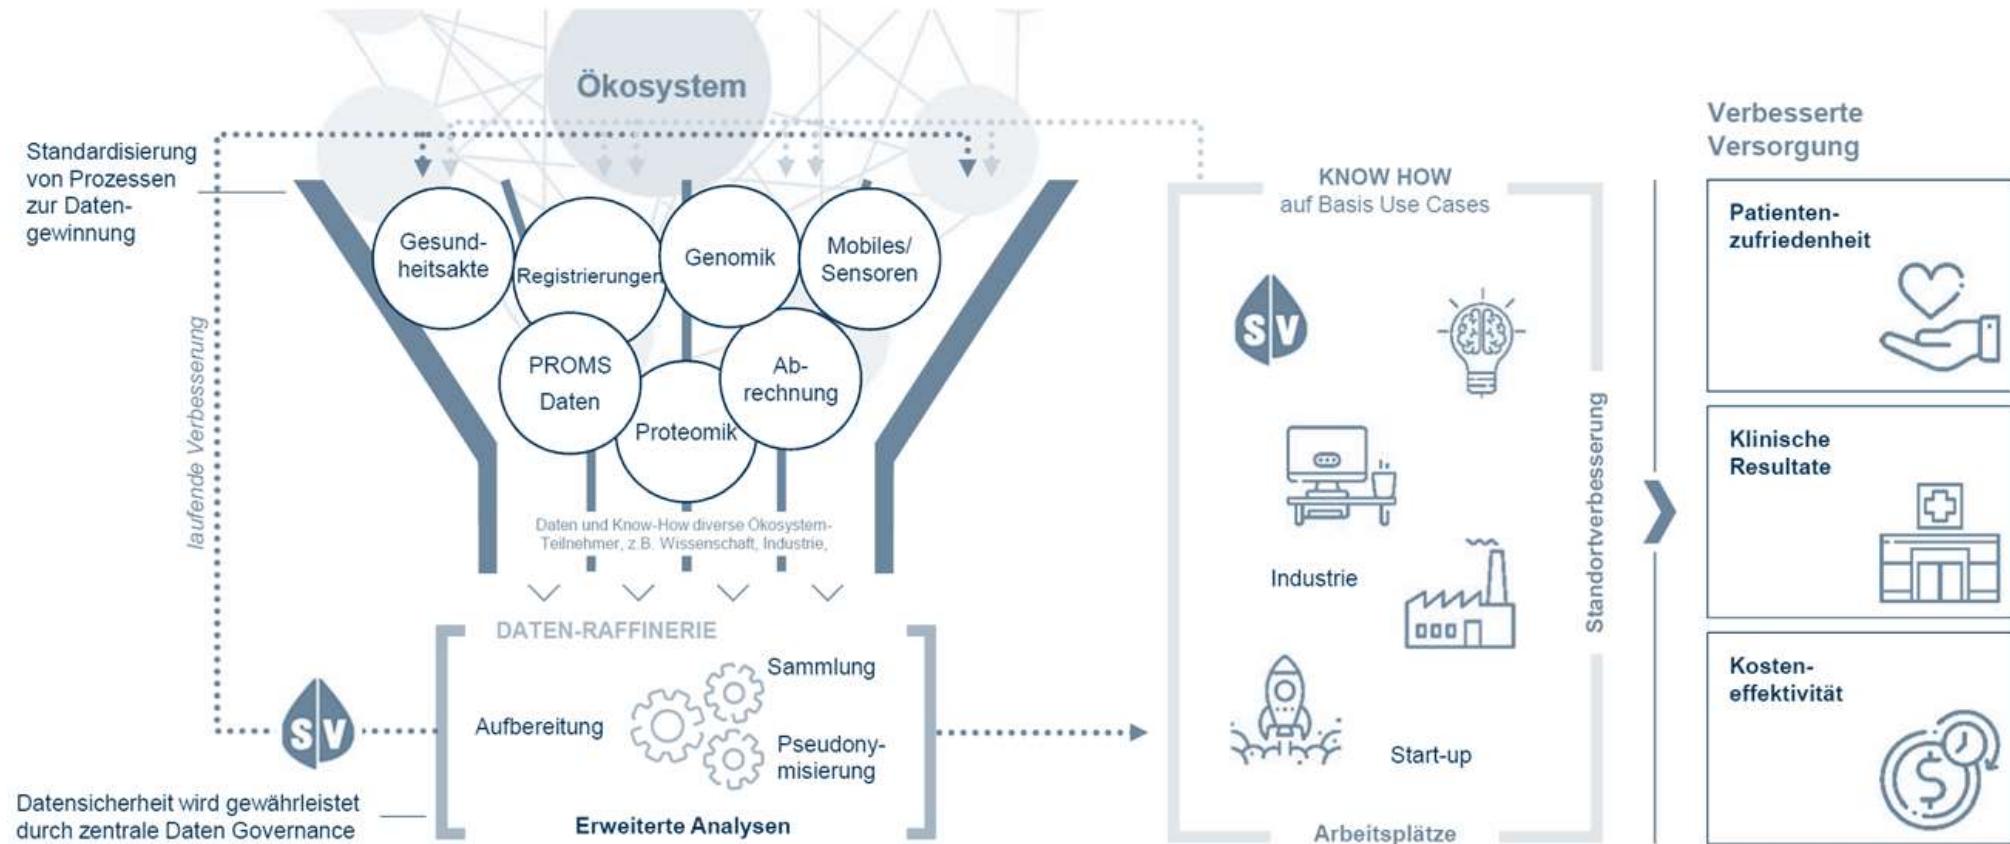 Ökosystem
Standardisierung
von Prozessen
zur Daten-
gewinnung
laufende Verbesserung
Gesund-
heitsakte
Registrierungen
Genomik
Mobiles/
Sensoren
PROMS
Daten
Proteomik
Ab-
rechnung
Daten und Know-How diverse Ökosystem-
Teilnehmer, z.B. Wissenschaft, Industrie,
DATEN-RAFFINERIE
Sammlung
Aufbereitung
Pseudony-
misierung
Erweiterte Analysen
SV
Datensicherheit wird gewährleistet
durch zentrale Daten Governance
KNOW HOW
auf Basis Use Cases
SV
Industrie
Start-up
Arbeitsplätze
Standortverbesserung
Verbesserte
Versorgung
Patienten-
zufriedenheit
Klinische
Resultate
Kosten-
effektivität
$